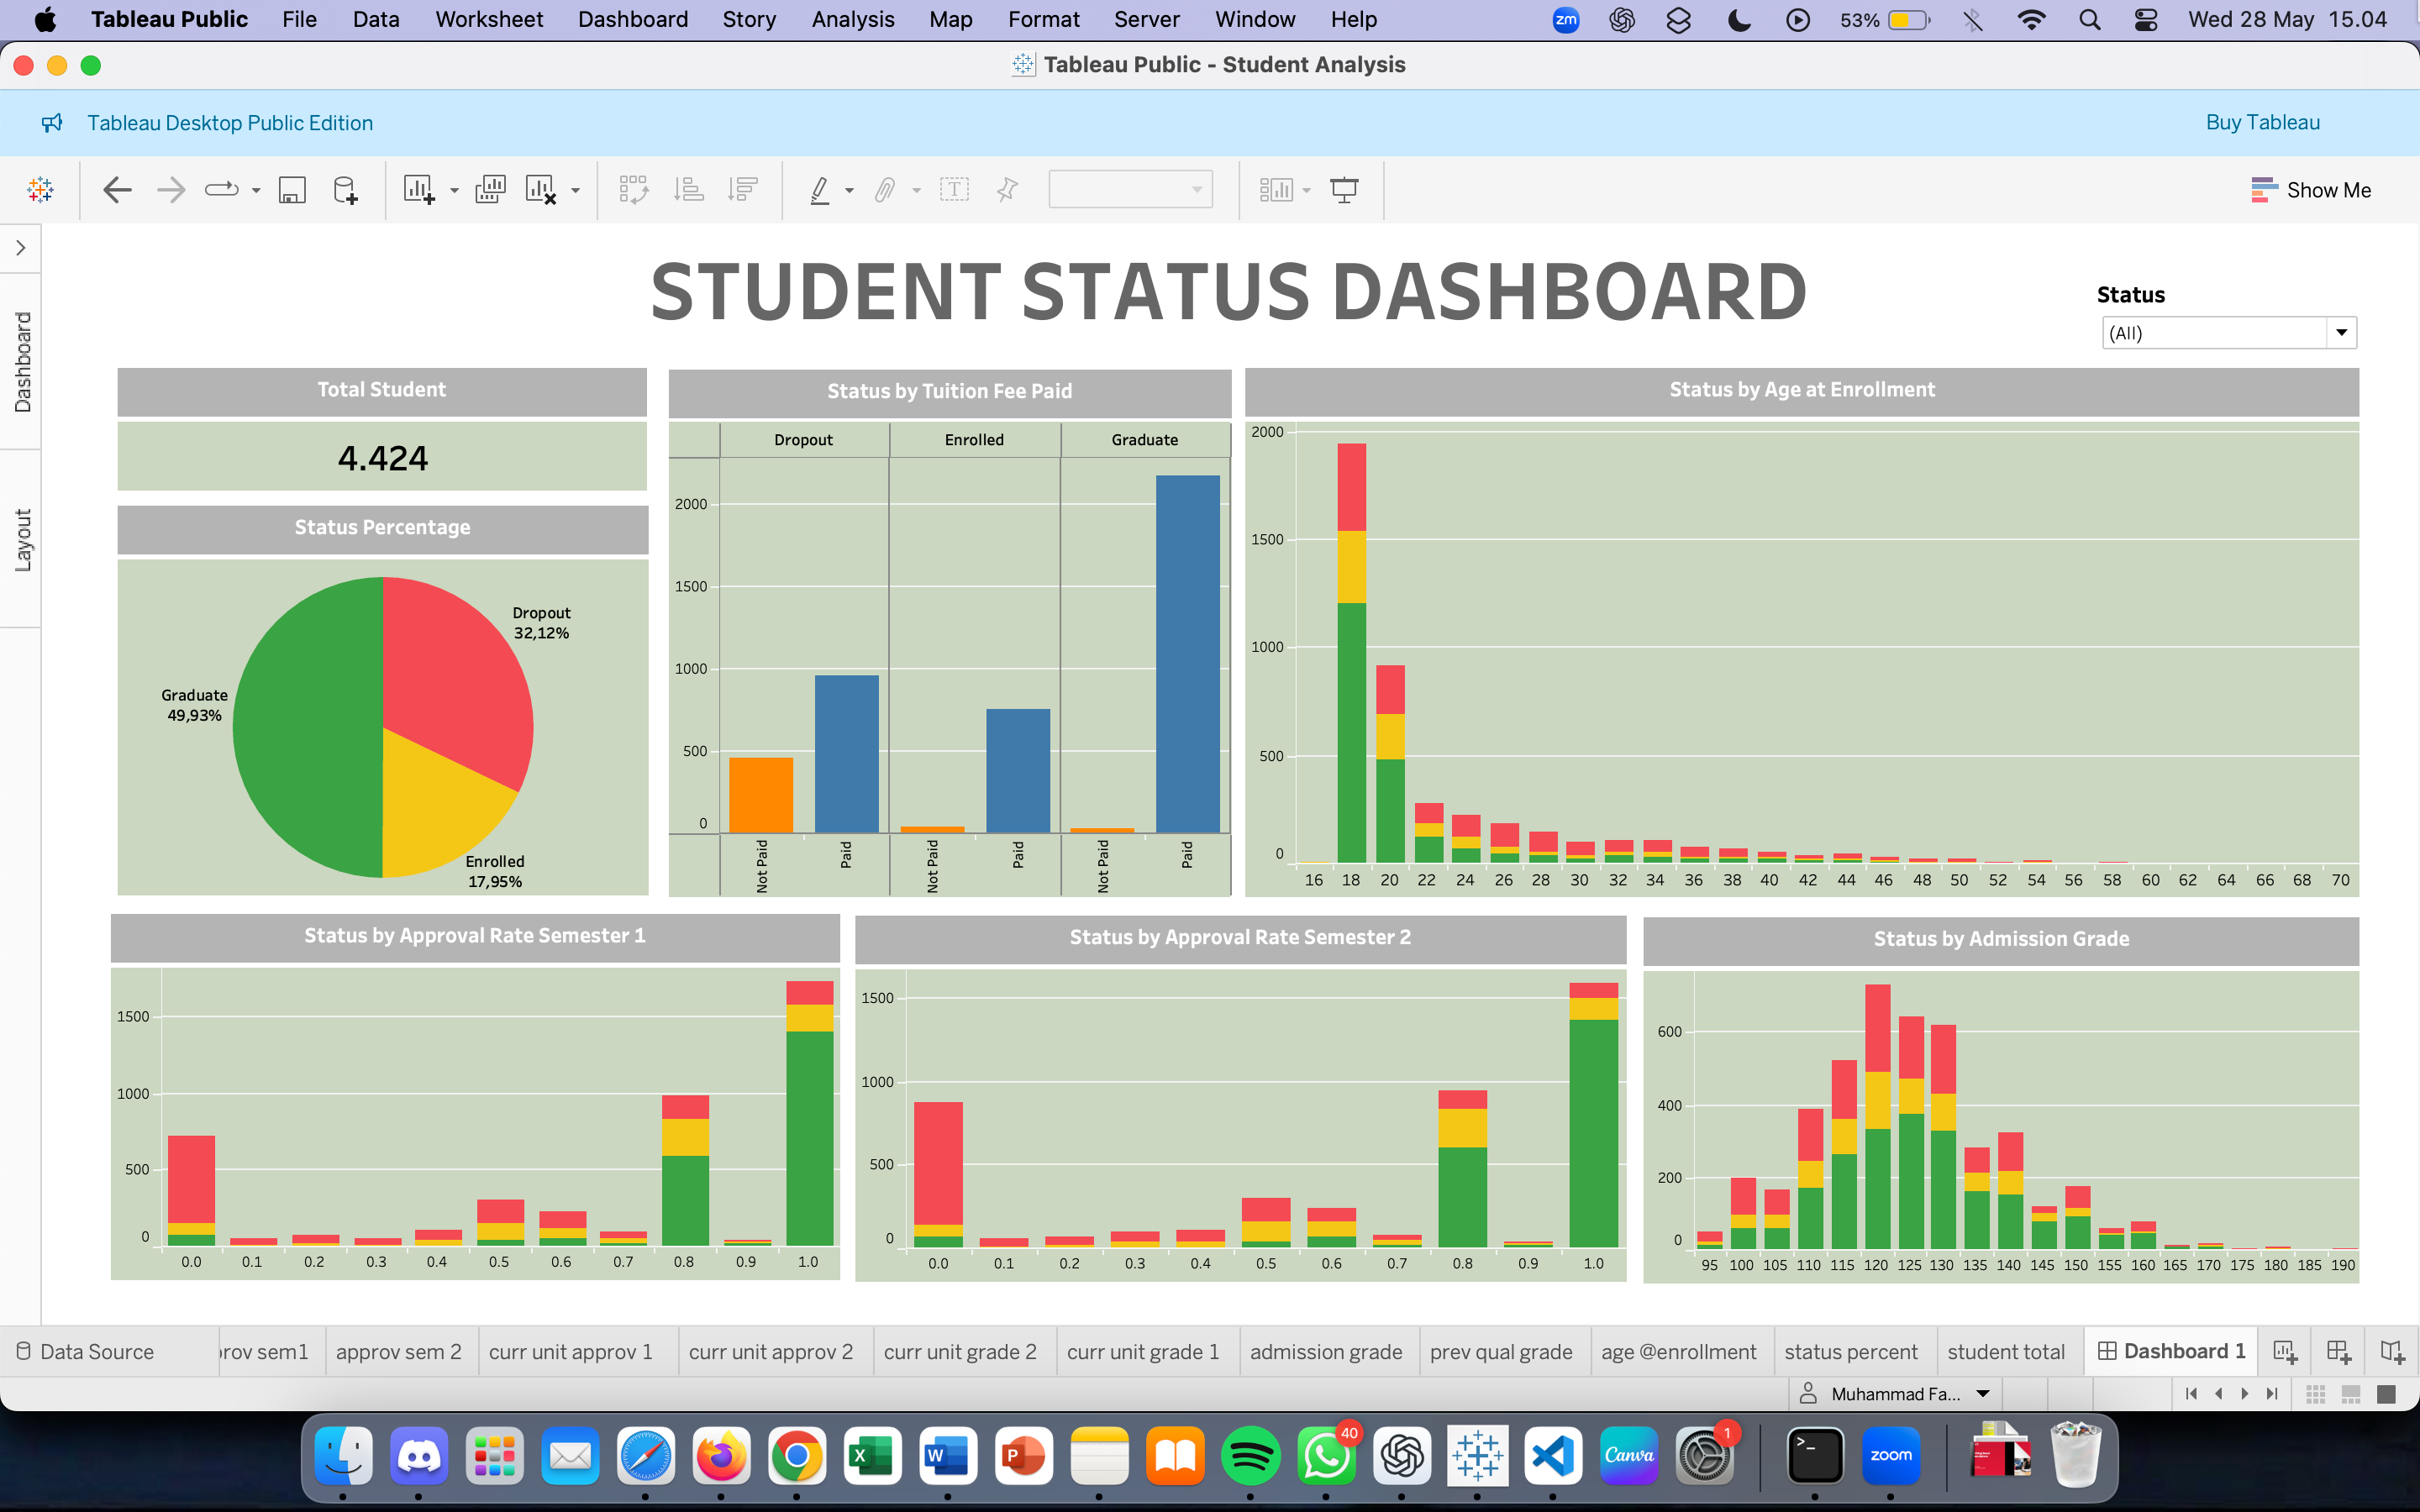 Tableau Public File Data Worksheet Dashboard Story Analysis Map Format Server Window Help zm 53% Wed 28 May 15.04
Tableau Public - Student Analysis
Tableau Desktop Public Edition Buy Tableau
T Show Me
Dashboard
Layout
STUDENT STATUS DASHBOARD
Status
(All)
Total Student
4.424
Status Percentage
Dropout
32,12%
Graduate
49,93%
Enrolled
17,95%
Status by Tuition Fee Paid
Dropout Enrolled Graduate
2000
1500
1000
500
0
Not Paid Paid Not Paid Paid Not Paid Paid
Status by Age at Enrollment
2000
1500
1000
500
0
16 18 20 22 24 26 28 30 32 34 36 38 40 42 44 46 48 50 52 54 56 58 60 62 64 66 68 70
Status by Approval Rate Semester 1
1500
1000
500
0
0.0 0.1 0.2 0.3 0.4 0.5 0.6 0.7 0.8 0.9 1.0
Status by Approval Rate Semester 2
1500
1000
500
0
0.0 0.1 0.2 0.3 0.4 0.5 0.6 0.7 0.8 0.9 1.0
Status by Admission Grade
600
400
200
0
95 100 105 110 115 120 125 130 135 140 145 150 155 160 165 170 175 180 185 190
Data Source rov sem1 approv sem 2 curr unit approv 1 curr unit approv 2 curr unit grade 2 curr unit grade 1 admission grade prev qual grade age @enrollment status percent student total Dashboard 1
Muhammad Fa...
X W P 40 Canva 1 >_ zoom